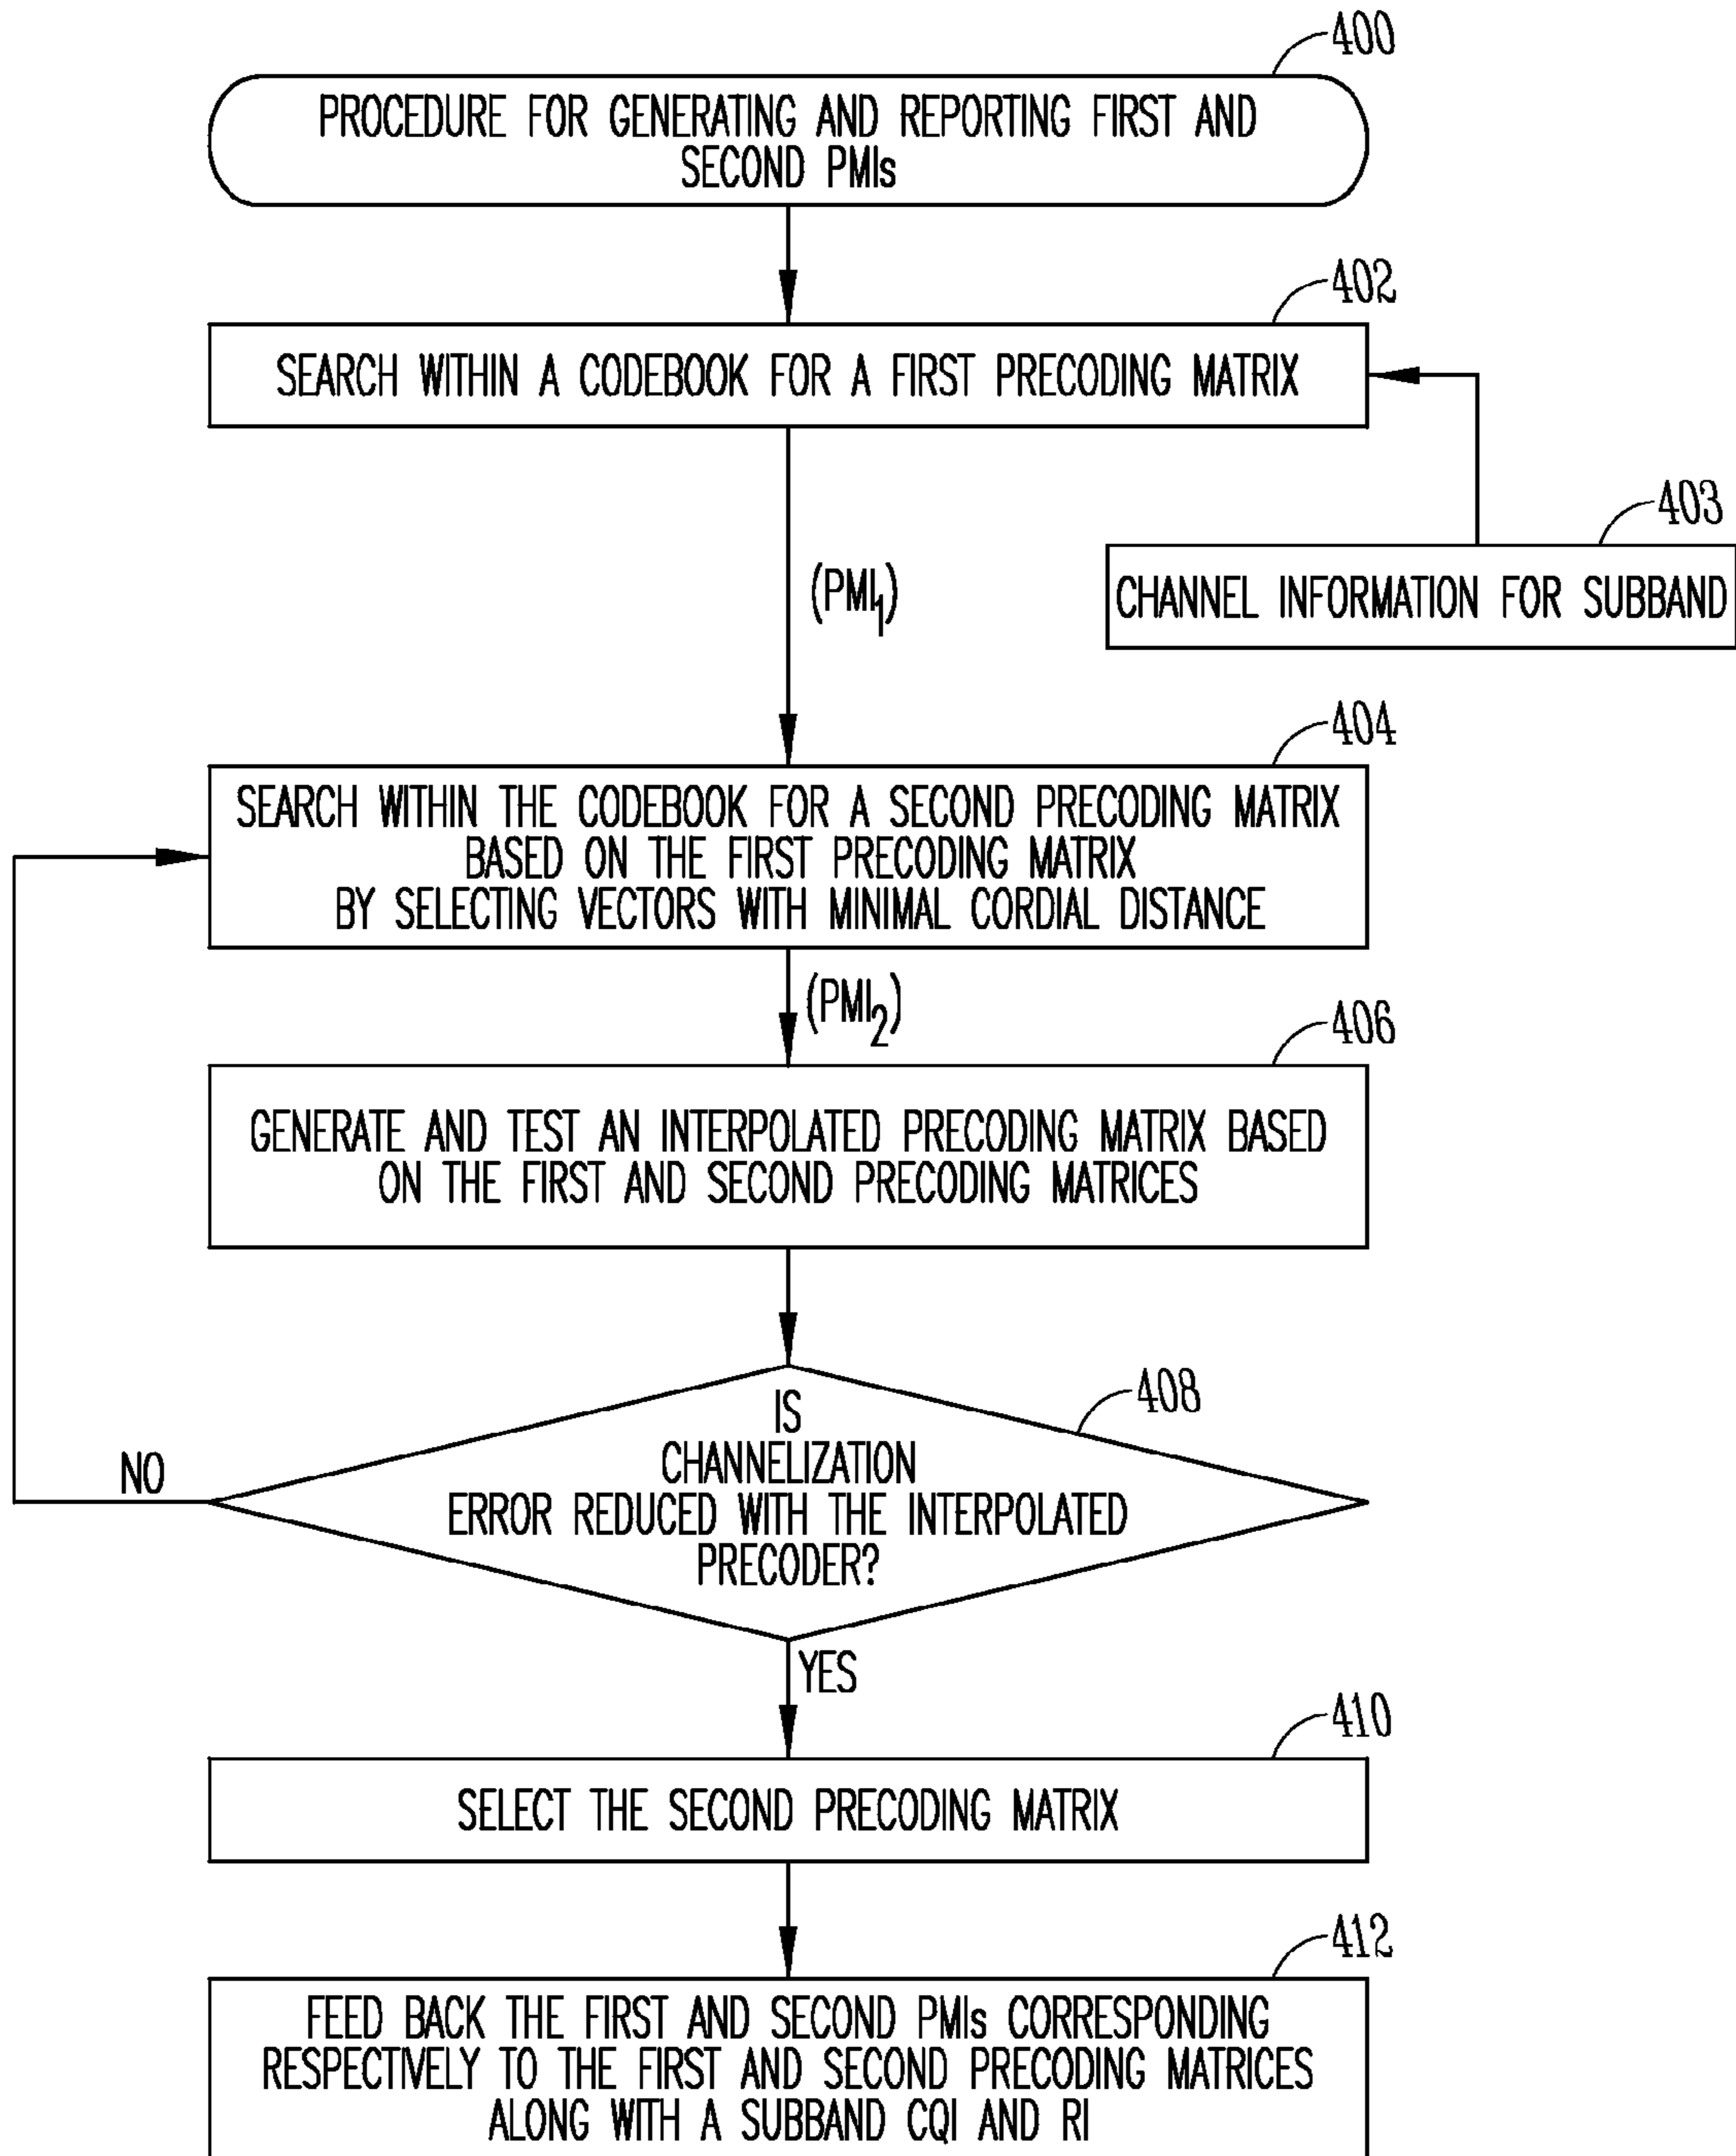 400
PROCEDURE FOR GENERATING AND REPORTING FIRST AND
SECOND PMIs
402
SEARCH WITHIN A CODEBOOK FOR A FIRST PRECODING MATRIX
403
CHANNEL INFORMATION FOR SUBBAND
(PMI1)
404
SEARCH WITHIN THE CODEBOOK FOR A SECOND PRECODING MATRIX
BASED ON THE FIRST PRECODING MATRIX
BY SELECTING VECTORS WITH MINIMAL CORDIAL DISTANCE
(PMI2)
406
GENERATE AND TEST AN INTERPOLATED PRECODING MATRIX BASED
ON THE FIRST AND SECOND PRECODING MATRICES
408
IS
CHANNELIZATION
ERROR REDUCED WITH THE INTERPOLATED
PRECODER?
NO
YES
410
SELECT THE SECOND PRECODING MATRIX
412
FEED BACK THE FIRST AND SECOND PMIs CORRESPONDING
RESPECTIVELY TO THE FIRST AND SECOND PRECODING MATRICES
ALONG WITH A SUBBAND CQI AND RI